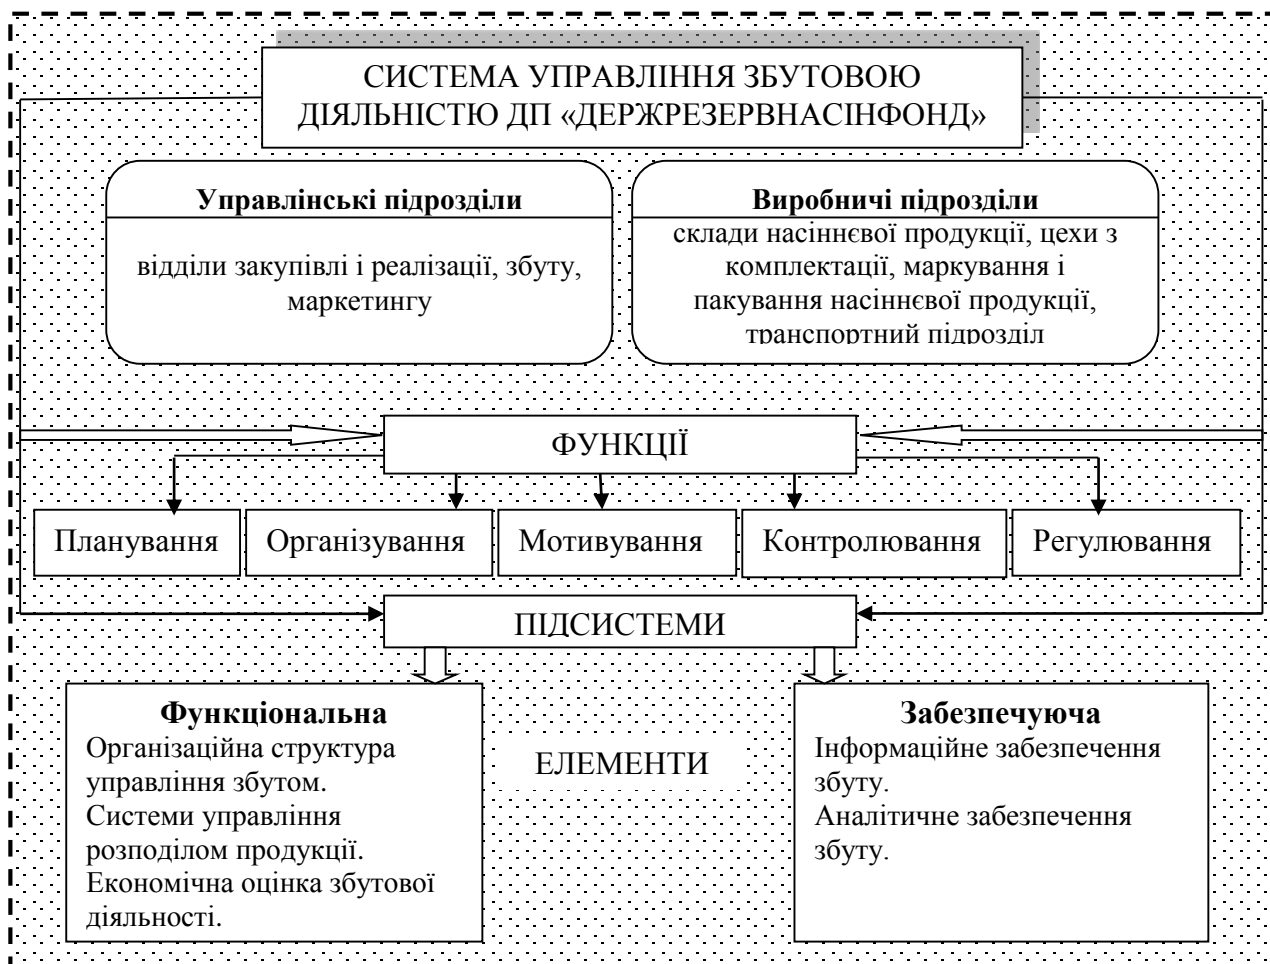 СИСТЕМА УПРАВЛІННЯ ЗБУТОВОЮ
ДІЯЛЬНІСТЮ ДП «ДЕРЖРЕЗЕРВНАСІНФОНД»
Управлінські підрозділи
відділи закупівлі і реалізації, збуту,
маркетингу
Виробничі підрозділи
склади насіннєвої продукції, цехи з
комплектації, маркування і
пакування насіннєвої продукції,
транспортний підрозділ
ФУНКЦІЇ
Планування
Організування
Мотивування
Контролювання
Регулювання
ПІДСИСТЕМИ
Функціональна
Організаційна структура
управління збутом.
Системи управління
розподілом продукції.
Економічна оцінка збутової
діяльності.
ЕЛЕМЕНТИ
Забезпечуюча
Інформаційне забезпечення
збуту.
Аналітичне забезпечення
збуту.